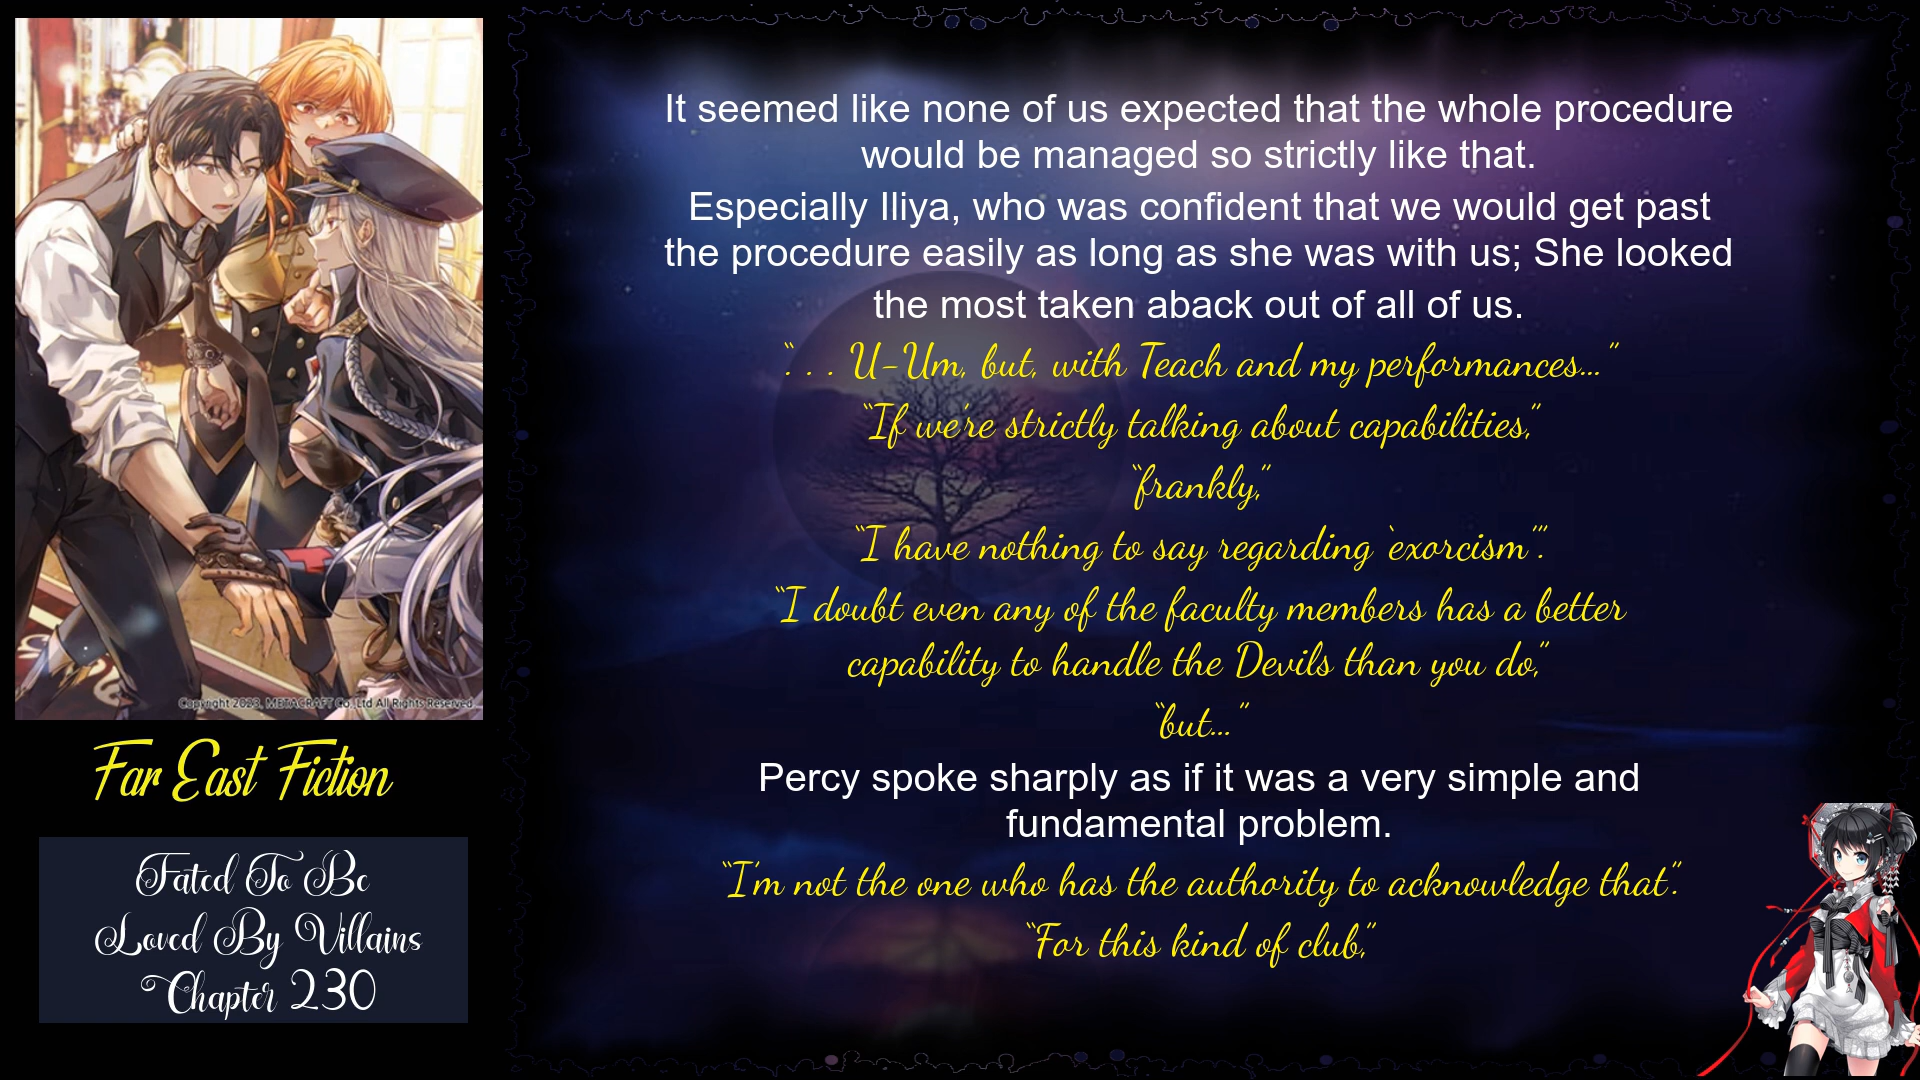 It seemed like none of us expected that the whole procedure
would be managed so strictly like that.
Especially Iliya, who was confident that we would get past
the procedure easily as long as she was with us; She looked
the most taken aback out of all of us.
“. . . U-Um, but, with Teach and my performances...”
“If we're strictly talking about capabilities,”
“frankly,”
“I have nothing to say regarding ‘exorcism’”.
“I doubt even any of the faculty members has a better
capability to handle the Devils than you do,”
“but...”
Percy spoke sharply as if it was a very simple and
fundamental problem.
“I'm not the one who has the authority to acknowledge that”.
“For this kind of club,”
Copyright 2023, METACRAFT Co,.Ltd All Rights Reserved
Far East Fiction
Fated To Be
Loved By Villains
Chapter 230